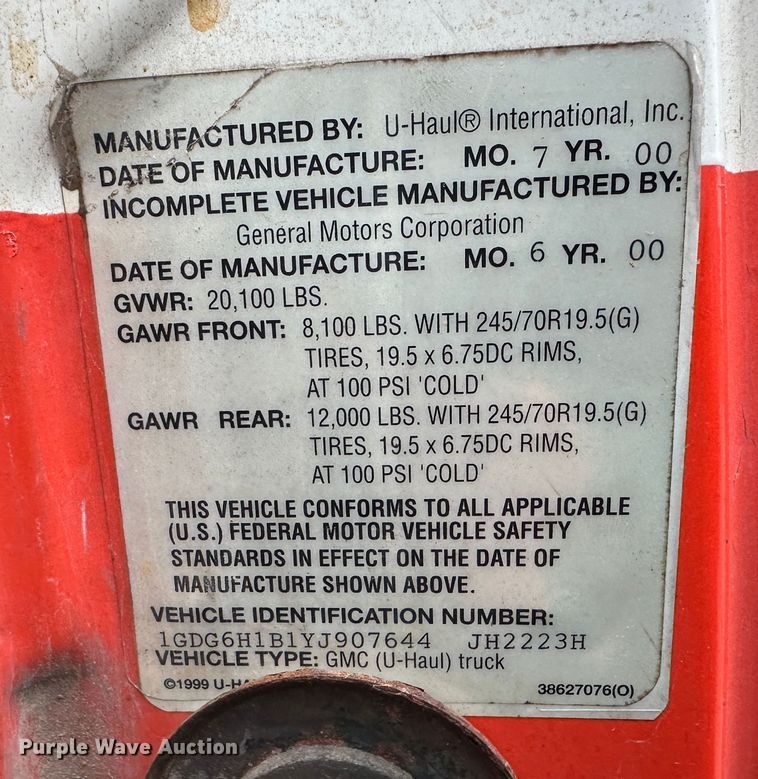 MANUFACTURED BY: U-Haul® International, Inc.
DATE OF MANUFACTURE: MO. 7 YR. 00
INCOMPLETE VEHICLE MANUFACTURED BY:
General Motors Corporation
DATE OF MANUFACTURE: MO. 6 YR. 00
GVWR: 20,100 LBS.
GAWR FRONT: 8,100 LBS. WITH 245/70R19.5(G)
TIRES, 19.5 x 6.75DC RIMS,
AT 100 PSI 'COLD'
GAWR REAR: 12,000 LBS. WITH 245/70R19.5(G)
TIRES, 19.5 x 6.75DC RIMS,
AT 100 PSI 'COLD'
THIS VEHICLE CONFORMS TO ALL APPLICABLE
(U.S.) FEDERAL MOTOR VEHICLE SAFETY
STANDARDS IN EFFECT ON THE DATE OF
MANUFACTURE SHOWN ABOVE.
VEHICLE IDENTIFICATION NUMBER:
1GDG6H1B1YJ907644 JH2223H
VEHICLE TYPE: GMC (U-Haul) truck
©1999 38627076(O)
Purple Wave Auction